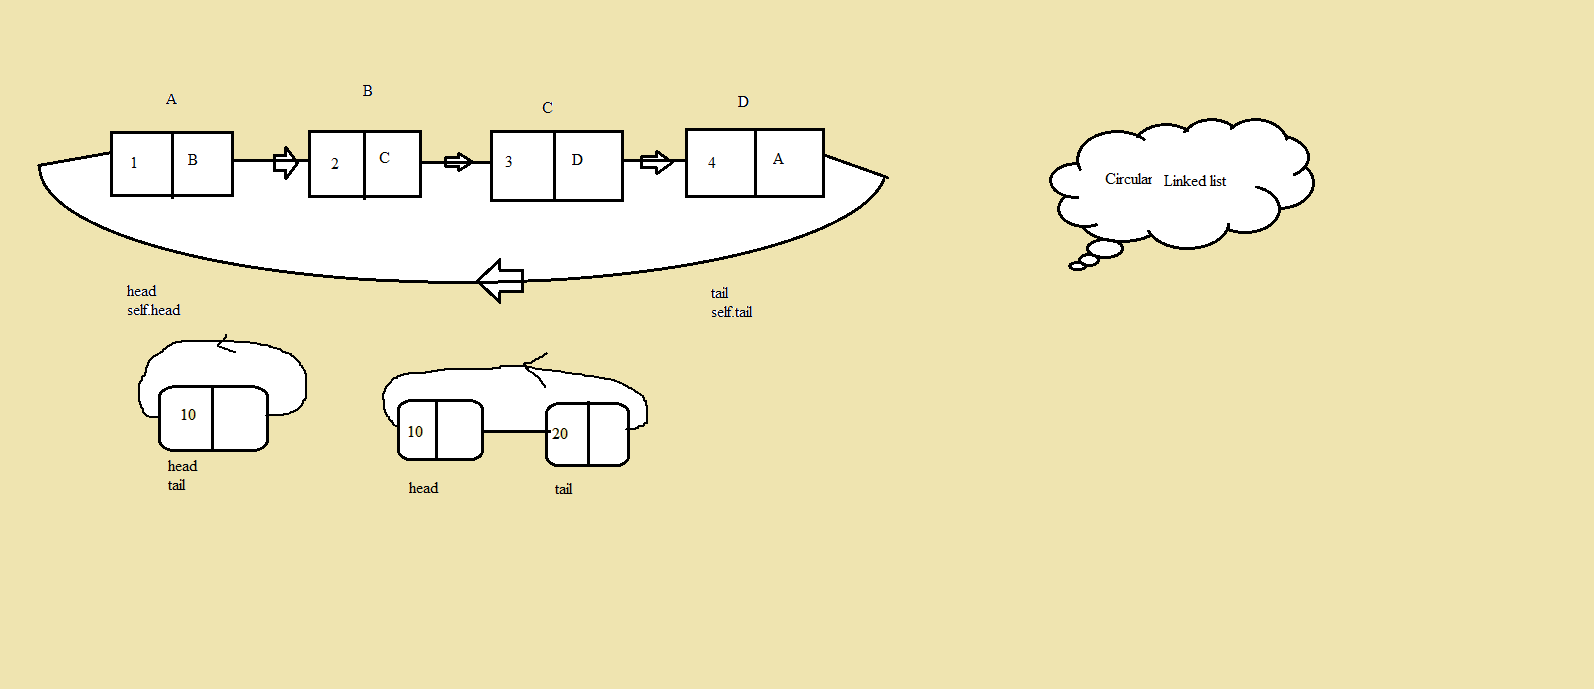 A B C D
1 B 2 C 3 D 4 A
Circular Linked list
head
self.head
tail
self.tail
10
head
tail
10 20
head tail